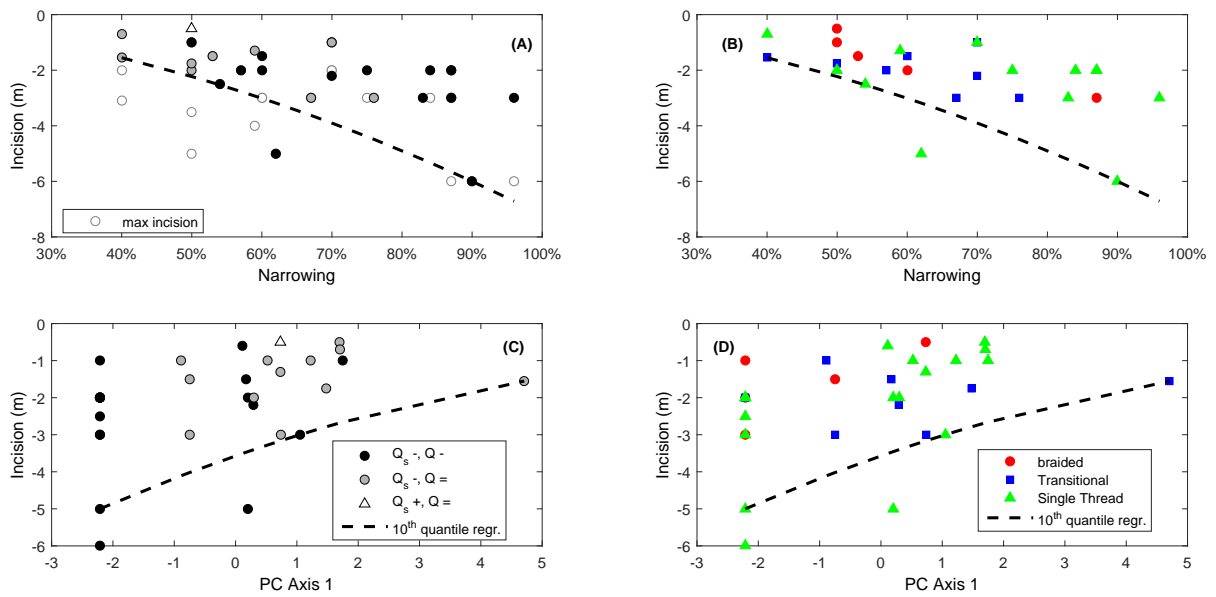 0
-2
-4
-6
-8
Incision (m)
(A)
max incision
30% 40% 50% 60% 70% 80% 90% 100%
Narrowing
0
-2
-4
-6
-8
Incision (m)
(B)
30% 40% 50% 60% 70% 80% 90% 100%
Narrowing
0
-1
-2
-3
-4
-5
-6
Incision (m)
(C)
Q_s -, Q -
Q_s -, Q =
Q_s +, Q =
10th quantile regr.
-3 -2 -1 0 1 2 3 4 5
PC Axis 1
0
-1
-2
-3
-4
-5
-6
Incision (m)
(D)
braided
Transitional
Single Thread
10th quantile regr.
-3 -2 -1 0 1 2 3 4 5
PC Axis 1